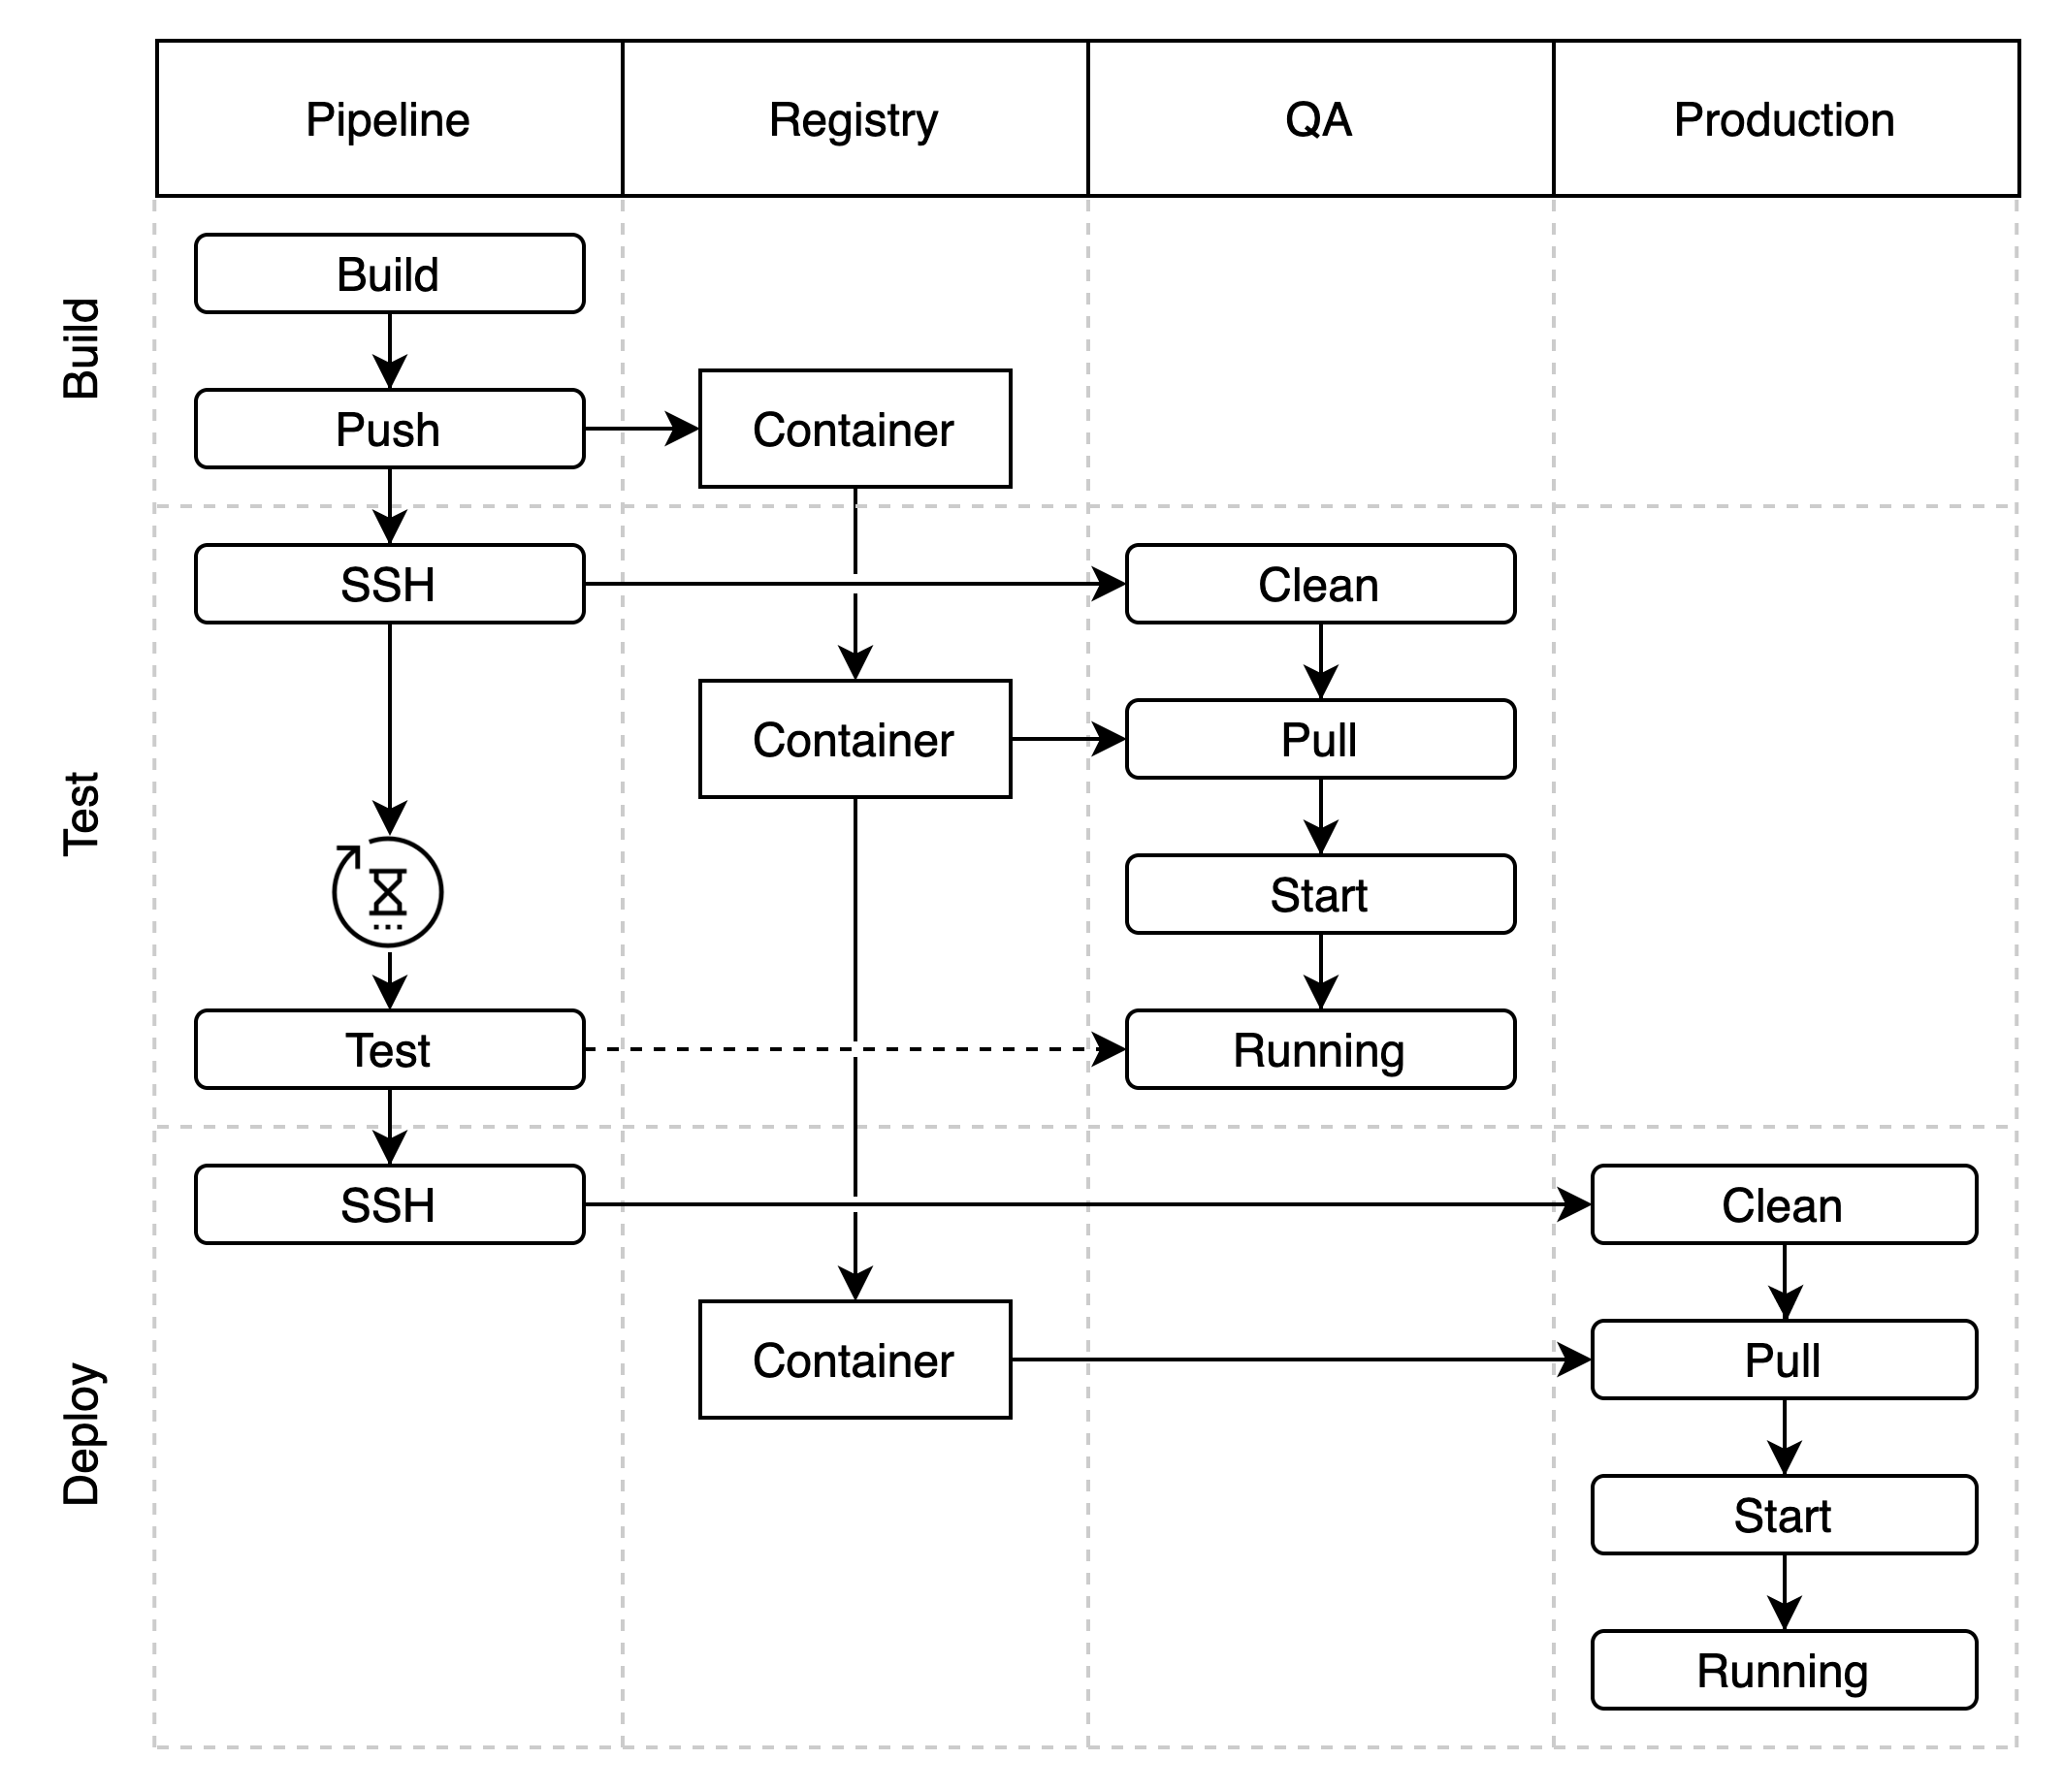 Pipeline
Registry
QA
Production
Build
Build
Push
Container
Test
SSH
Clean
Container
Pull
Start
Test
Running
Deploy
SSH
Clean
Container
Pull
Start
Running